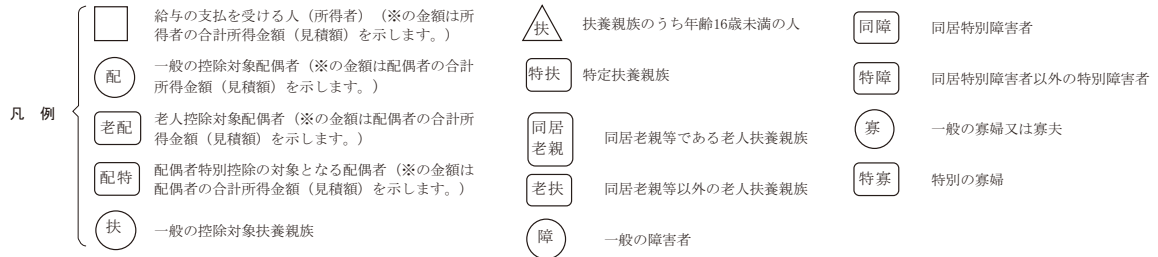 凡 例
給与の支払を受ける人（所得者）（※の金額は所
得者の合計所得金額（見積額）を示します。）
配
一般の控除対象配偶者（※の金額は配偶者の合計
所得金額（見積額）を示します。）
老配
老人控除対象配偶者（※の金額は配偶者の合計所
得金額（見積額）を示します。）
配特
配偶者特別控除の対象となる配偶者（※の金額は
配偶者の合計所得金額（見積額）を示します。）
扶
一般の控除対象扶養親族
扶
扶養親族のうち年齢16歳未満の人
特扶
特定扶養親族
同居
老親
同居老親等である老人扶養親族
老扶
同居老親等以外の老人扶養親族
障
一般の障害者
同障
同居特別障害者
特障
同居特別障害者以外の特別障害者
寡
一般の寡婦又は寡夫
特寡
特別の寡婦